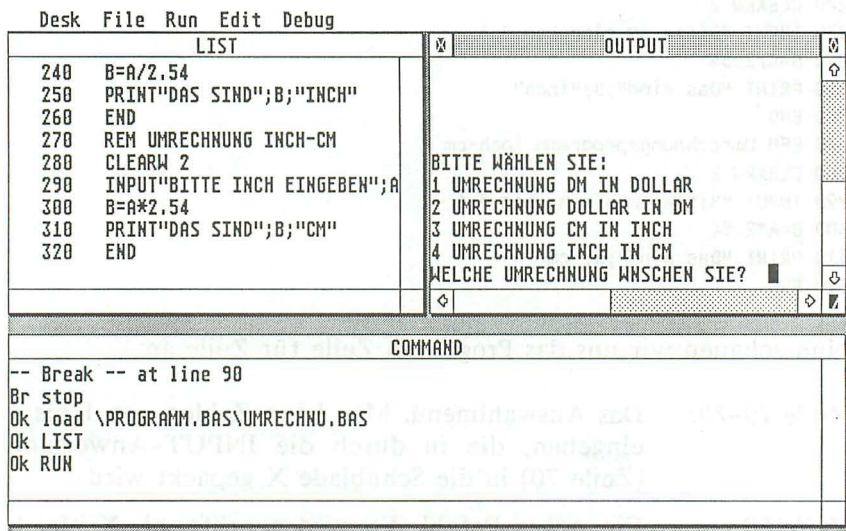 Desk File Run Edit Debug
LIST
240 B=A/2.54
250 PRINT"DAS SIND";B;"INCH"
260 END
270 REM UMRECHNUNG INCH-CM
280 CLEARW 2
290 INPUT"BITTE INCH EINGEBEN";A
300 B=A*2.54
310 PRINT"DAS SIND";B;"CM"
320 END
OUTPUT
BITTE WÄHLEN SIE:
1 UMRECHNUNG DM IN DOLLAR
2 UMRECHNUNG DOLLAR IN DM
3 UMRECHNUNG CM IN INCH
4 UMRECHNUNG INCH IN CM
WELCHE UMRECHNUNG WNSCHEN SIE?
COMMAND
-- Break -- at line 90
Br stop
Ok load \PROGRAMM.BAS\UMRECHNU.BAS
Ok LIST
Ok RUN